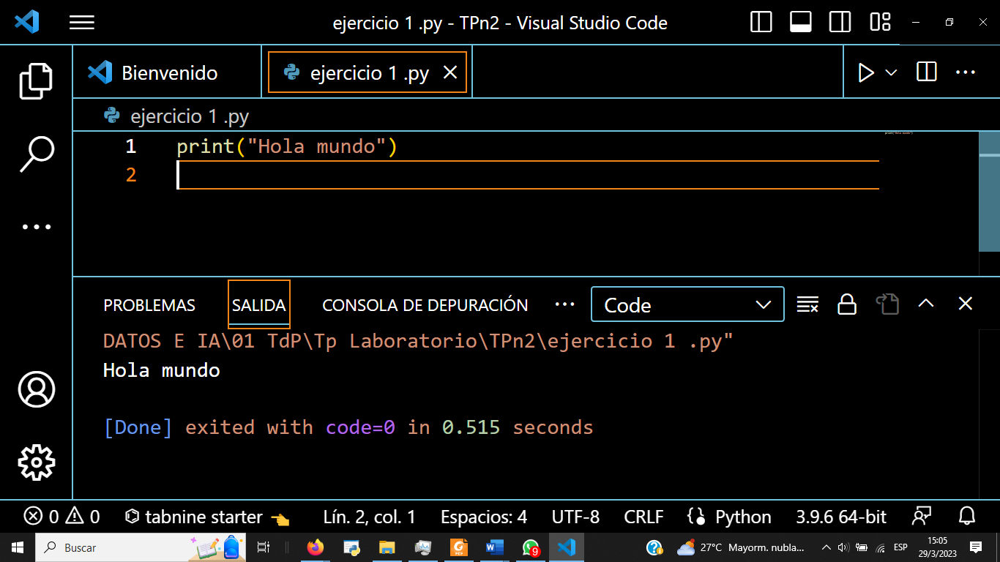 ejercicio 1 .py - TPn2 - Visual Studio Code
Bienvenido
ejercicio 1 .py
ejercicio 1 .py
1 print("Hola mundo")
2
print("Hola mundo")
PROBLEMAS SALIDA CONSOLA DE DEPURACIÓN ··· Code
DATOS E IA\01 TdP\Tp Laboratorio\TPn2\ejercicio 1 .py"
Hola mundo
[Done] exited with code=0 in 0.515 seconds
0 0 tabnine starter Lín. 2, col. 1 Espacios: 4 UTF-8 CRLF Python 3.9.6 64-bit
Buscar 9 27°C Mayorm. nubla... ESP 15:05
29/3/2023